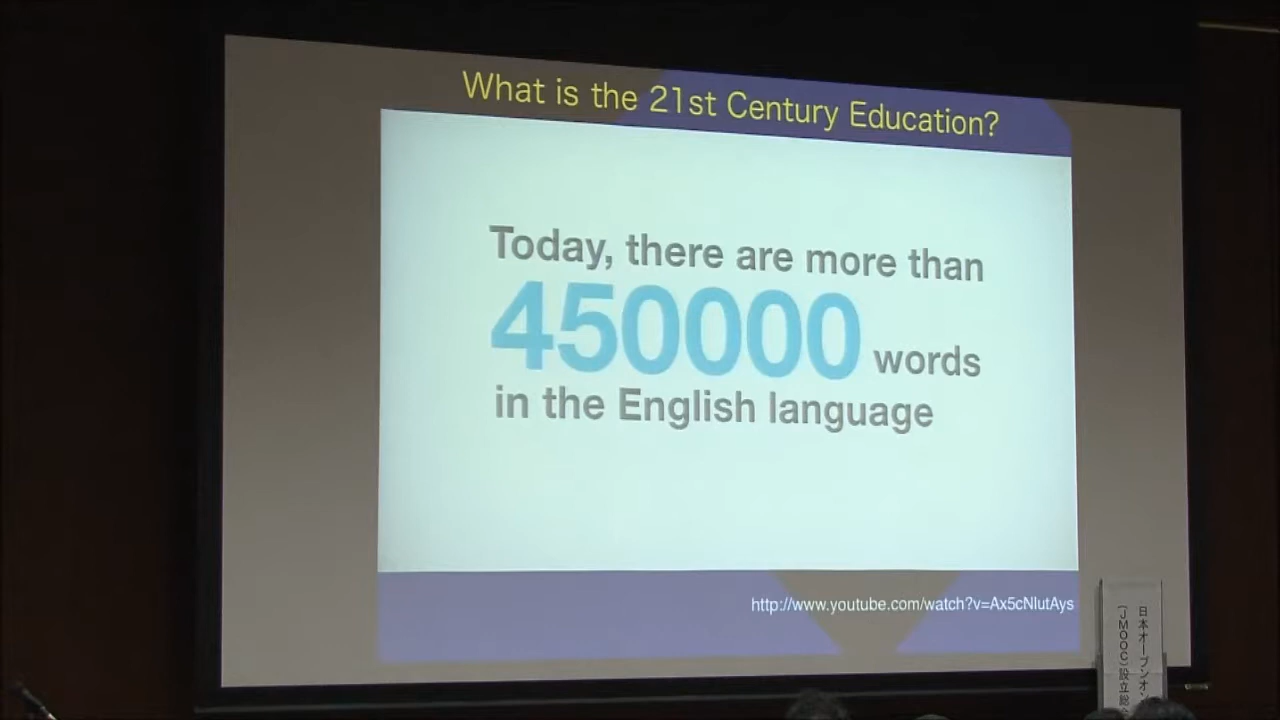 What is the 21st Century Education?
Today, there are more than
450000 words
in the English language
http://www.youtube.com/watch?v=Ax5cNlutAys
日本オープンオン
(JMOOC)設立総